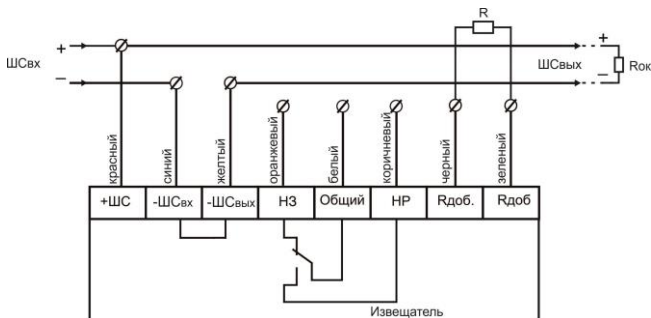 R
+
ШСвх
–
+
ШСвых
–
Rок
красный
синий
желтый
оранжевый
белый
коричневый
черный
зеленый
+ШС
-ШСвх
-ШСвых
НЗ
Общий
НР
Rдоб.
Rдоб
Извещатель